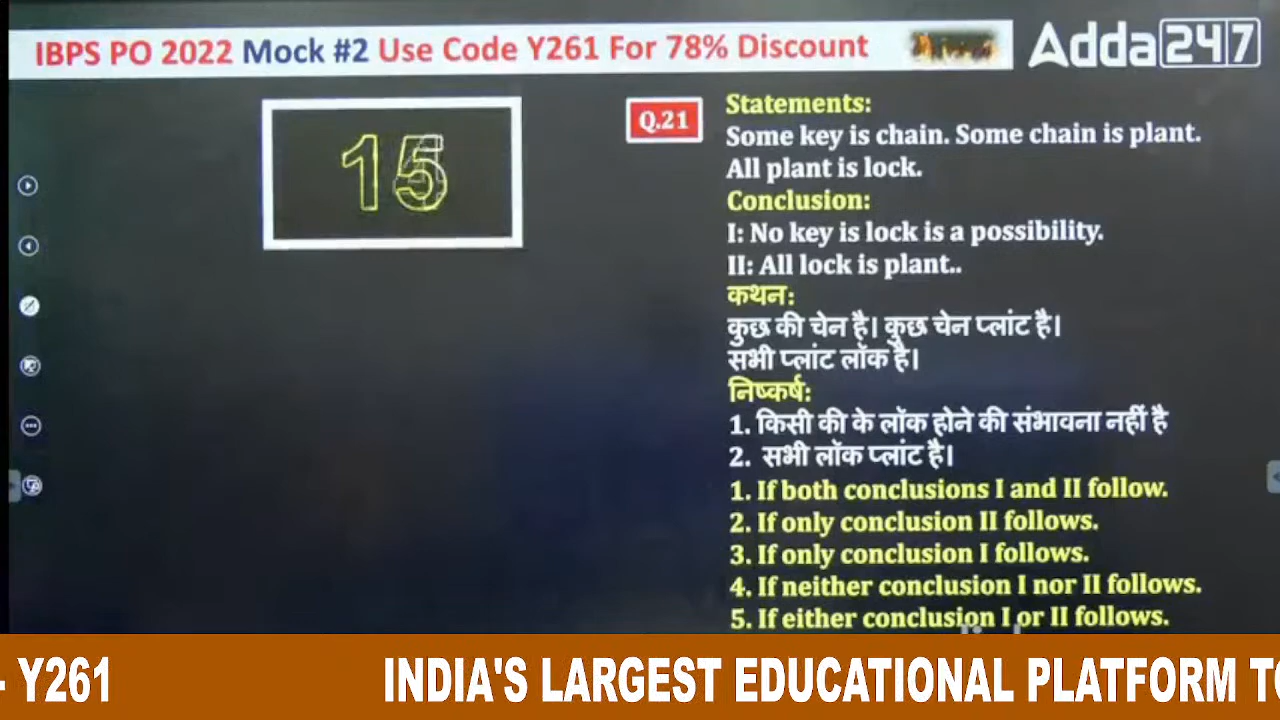 IBPS PO 2022 Mock #2 Use Code Y261 For 78% Discount
Adda247
15
Q.21
Statements:
Some key is chain. Some chain is plant.
All plant is lock.
Conclusion:
I: No key is lock is a possibility.
II: All lock is plant..
कथन:
कुछ की चेन है। कुछ चेन प्लांट है।
सभी प्लांट लॉक है।
निष्कर्ष:
1. किसी की के लॉक होने की संभावना नहीं है
2. सभी लॉक प्लांट है।
1. If both conclusions I and II follow.
2. If only conclusion II follows.
3. If only conclusion I follows.
4. If neither conclusion I nor II follows.
5. If either conclusion I or II follows.
- Y261 INDIA'S LARGEST EDUCATIONAL PLATFORM